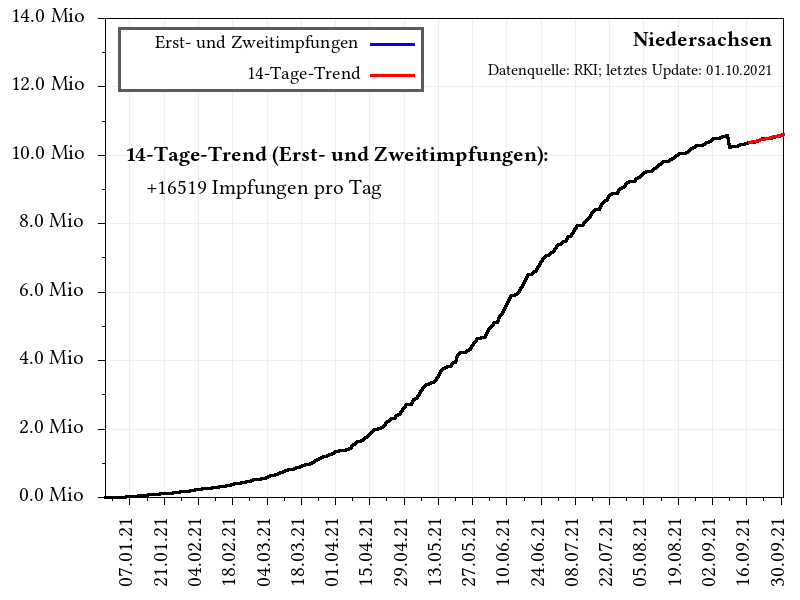 14.0 Mio
12.0 Mio
10.0 Mio
8.0 Mio
6.0 Mio
4.0 Mio
2.0 Mio
0.0 Mio
Erst- und Zweitimpfungen
14-Tage-Trend
Niedersachsen
Datenquelle: RKI; letztes Update: 01.10.2021
14-Tage-Trend (Erst- und Zweitimpfungen):
+16519 Impfungen pro Tag
07.01.21
21.01.21
04.02.21
18.02.21
04.03.21
18.03.21
01.04.21
15.04.21
29.04.21
13.05.21
27.05.21
10.06.21
24.06.21
08.07.21
22.07.21
05.08.21
19.08.21
02.09.21
16.09.21
30.09.21